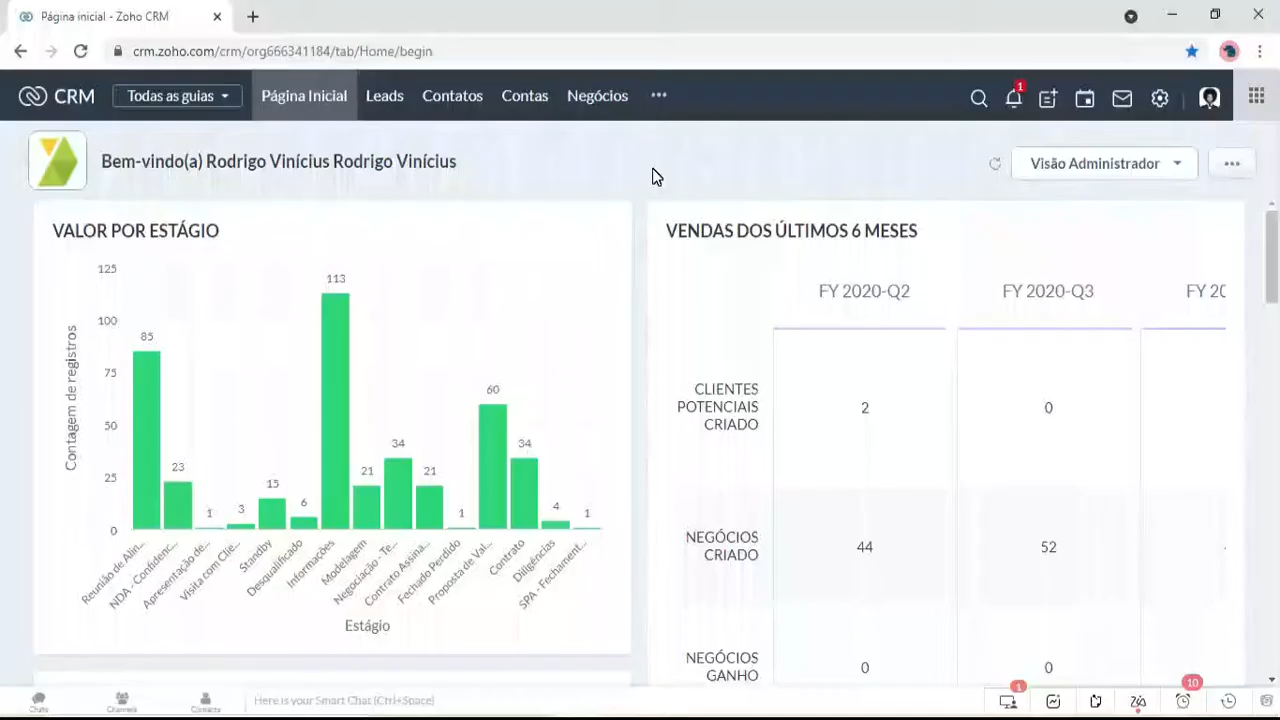 Página inicial - Zoho CRM
crm.zoho.com/crm/org666341184/tab/Home/begin
CRM
Todas as guias
Página Inicial
Leads
Contatos
Contas
Negócios
1
Bem-vindo(a) Rodrigo Vinícius Rodrigo Vinícius
Visão Administrador
VALOR POR ESTÁGIO
125
100
75
50
25
0
Contagem de registros
85
23
1
3
15
6
113
21
34
21
1
60
34
4
1
Reunião de Alin...
NDA - Confidenc...
Apresentação de...
Visita com Clie...
Standby
Desqualificado
Informações
Modelagem
Negociação - Te...
Contrato Assina...
Fechado Perdido
Proposta de Val...
Contrato
Diligências
SPA - Fechament...
Estágio
VENDAS DOS ÚLTIMOS 6 MESES
FY 2020-Q2
FY 2020-Q3
FY 20
CLIENTES
POTENCIAIS
CRIADO
2
0
NEGÓCIOS
CRIADO
44
52
NEGÓCIOS
GANHO
0
0
Chats
Channels
Contacts
Here is your Smart Chat (Ctrl+Space)
1
10